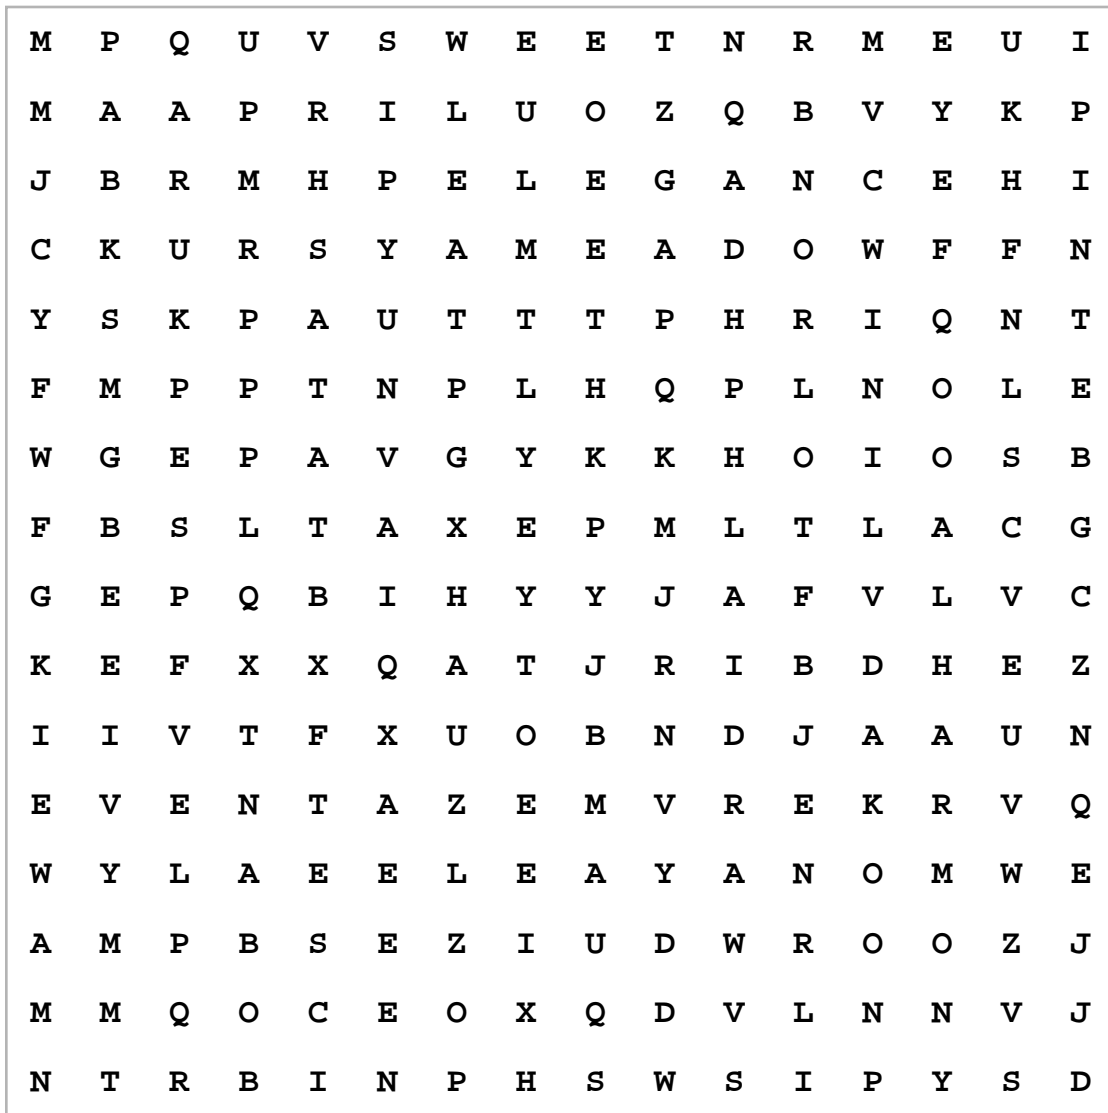 M P Q U V S W E E T N R M E U I
M A A P R I L U O Z Q B V Y K P
J B R M H P E L E G A N C E H I
C K U R S Y A M E A D O W F F N
Y S K P A U T T T P H R I Q N T
F M P P T N P L H Q P L N O L E
W G E P A V G Y K K H O I O S B
F B S L T A X E P M L T L A C G
G E P Q B I H Y Y J A F V L V C
K E F X X Q A T J R I B D H E Z
I I V T F X U O B N D J A A U N
E V E N T A Z E M V R E K R V Q
W Y L A E E L E A Y A N O M W E
A M P B S E Z I U D W R O O Z J
M M Q O C E O X Q D V L N N V J
N T R B I N P H S W S I P Y S D